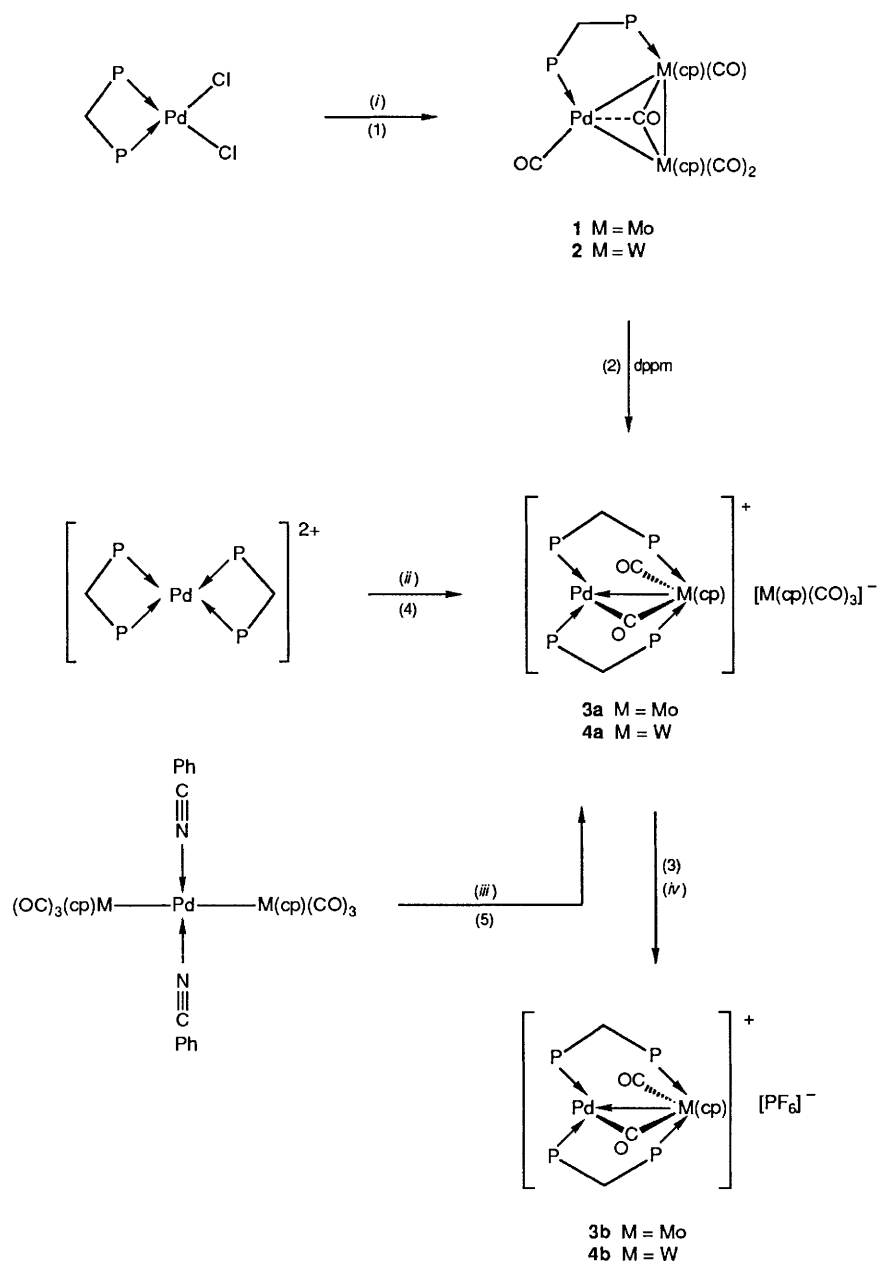 P
P
Pd
Cl
Cl
(i)
(1)
P
P
M(cp)(CO)
Pd
CO
OC
M(cp)(CO)₂
1 M = Mo
2 M = W
(2) dppm
P
P
Pd
P
P
2+
(ii)
(4)
P
P
OC
Pd
M(cp)
C
O
P
P
+
[M(cp)(CO)₃]⁻
3a M = Mo
4a M = W
Ph
C
N
(OC)₃(cp)M
Pd
M(cp)(CO)₃
N
C
Ph
(iii)
(5)
(3)
(iv)
P
P
OC
Pd
M(cp)
C
O
P
P
+
[PF₆]⁻
3b M = Mo
4b M = W